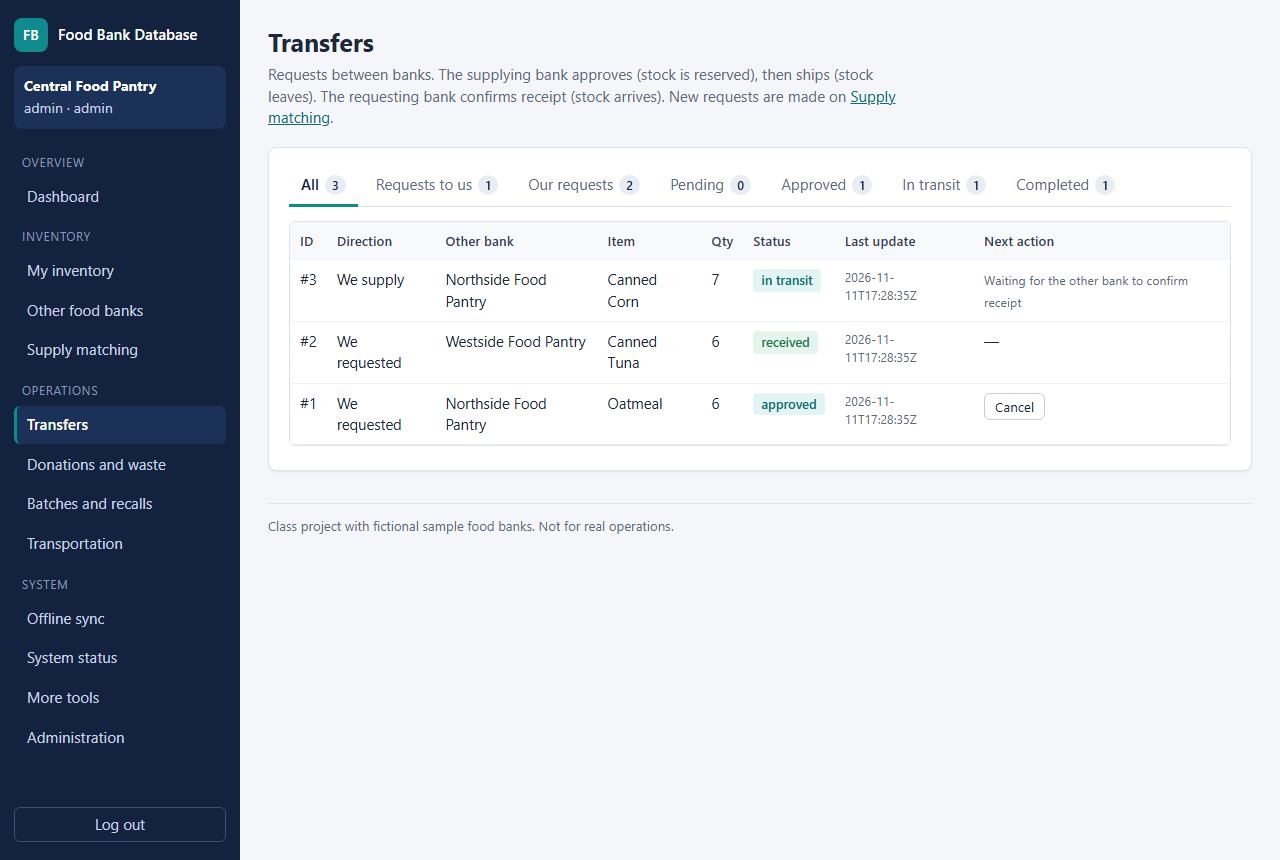 FB Food Bank Database
Central Food Pantry
admin · admin
OVERVIEW
Dashboard
INVENTORY
My inventory
Other food banks
Supply matching
OPERATIONS
Transfers
Donations and waste
Batches and recalls
Transportation
SYSTEM
Offline sync
System status
More tools
Administration
Log out
Transfers
Requests between banks. The supplying bank approves (stock is reserved), then ships (stock
leaves). The requesting bank confirms receipt (stock arrives). New requests are made on Supply
matching.
All 3 Requests to us 1 Our requests 2 Pending 0 Approved 1 In transit 1 Completed 1
ID Direction Other bank Item Qty Status Last update Next action
#3 We supply Northside Food Canned 7 in transit 2026-11- Waiting for the other bank to confirm
Pantry Corn 11T17:28:35Z receipt
#2 We Westside Food Pantry Canned 6 received 2026-11- —
requested Tuna 11T17:28:35Z
#1 We Northside Food Oatmeal 6 approved 2026-11- Cancel
requested Pantry 11T17:28:35Z
Class project with fictional sample food banks. Not for real operations.